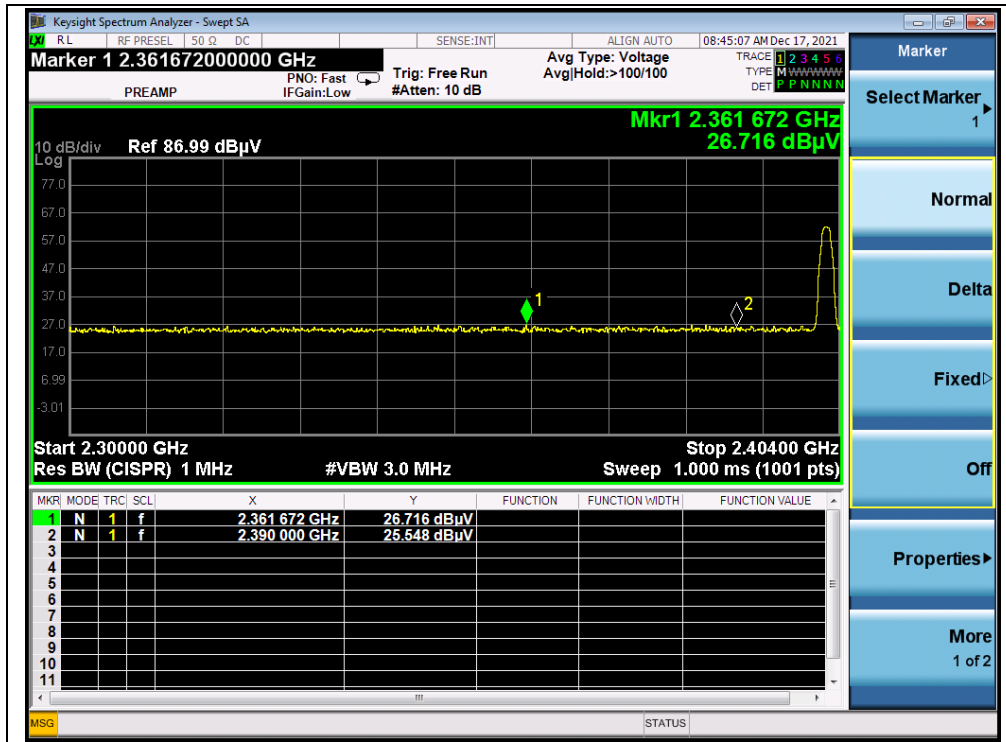 Keysight Spectrum Analyzer - Swept SA
LXI RL RF PRESEL 50 Ω DC SENSE:INT ALIGN AUTO 08:45:07 AM Dec 17, 2021
Marker 1 2.361672000000 GHz
PREAMP
PNO: Fast
IFGain:Low
Trig: Free Run
#Atten: 10 dB
Avg Type: Voltage
Avg|Hold:>100/100
TRACE 1 2 3 4 5 6
TYPE M WWWWW
DET P P N N N N
Mkr1 2.361 672 GHz
26.716 dBµV
10 dB/div Ref 86.99 dBµV
Log
77.0
67.0
57.0
47.0
37.0
27.0
17.0
6.99
-3.01
1
2
Start 2.30000 GHz Stop 2.40400 GHz
Res BW (CISPR) 1 MHz #VBW 3.0 MHz Sweep 1.000 ms (1001 pts)
MKR MODE TRC SCL X Y FUNCTION FUNCTION WIDTH FUNCTION VALUE
1 N 1 f 2.361 672 GHz 26.716 dBµV
2 N 1 f 2.390 000 GHz 25.548 dBµV
3
4
5
6
7
8
9
10
11
MSG STATUS
Marker
Select Marker
1
Normal
Delta
Fixed
Off
Properties
More
1 of 2